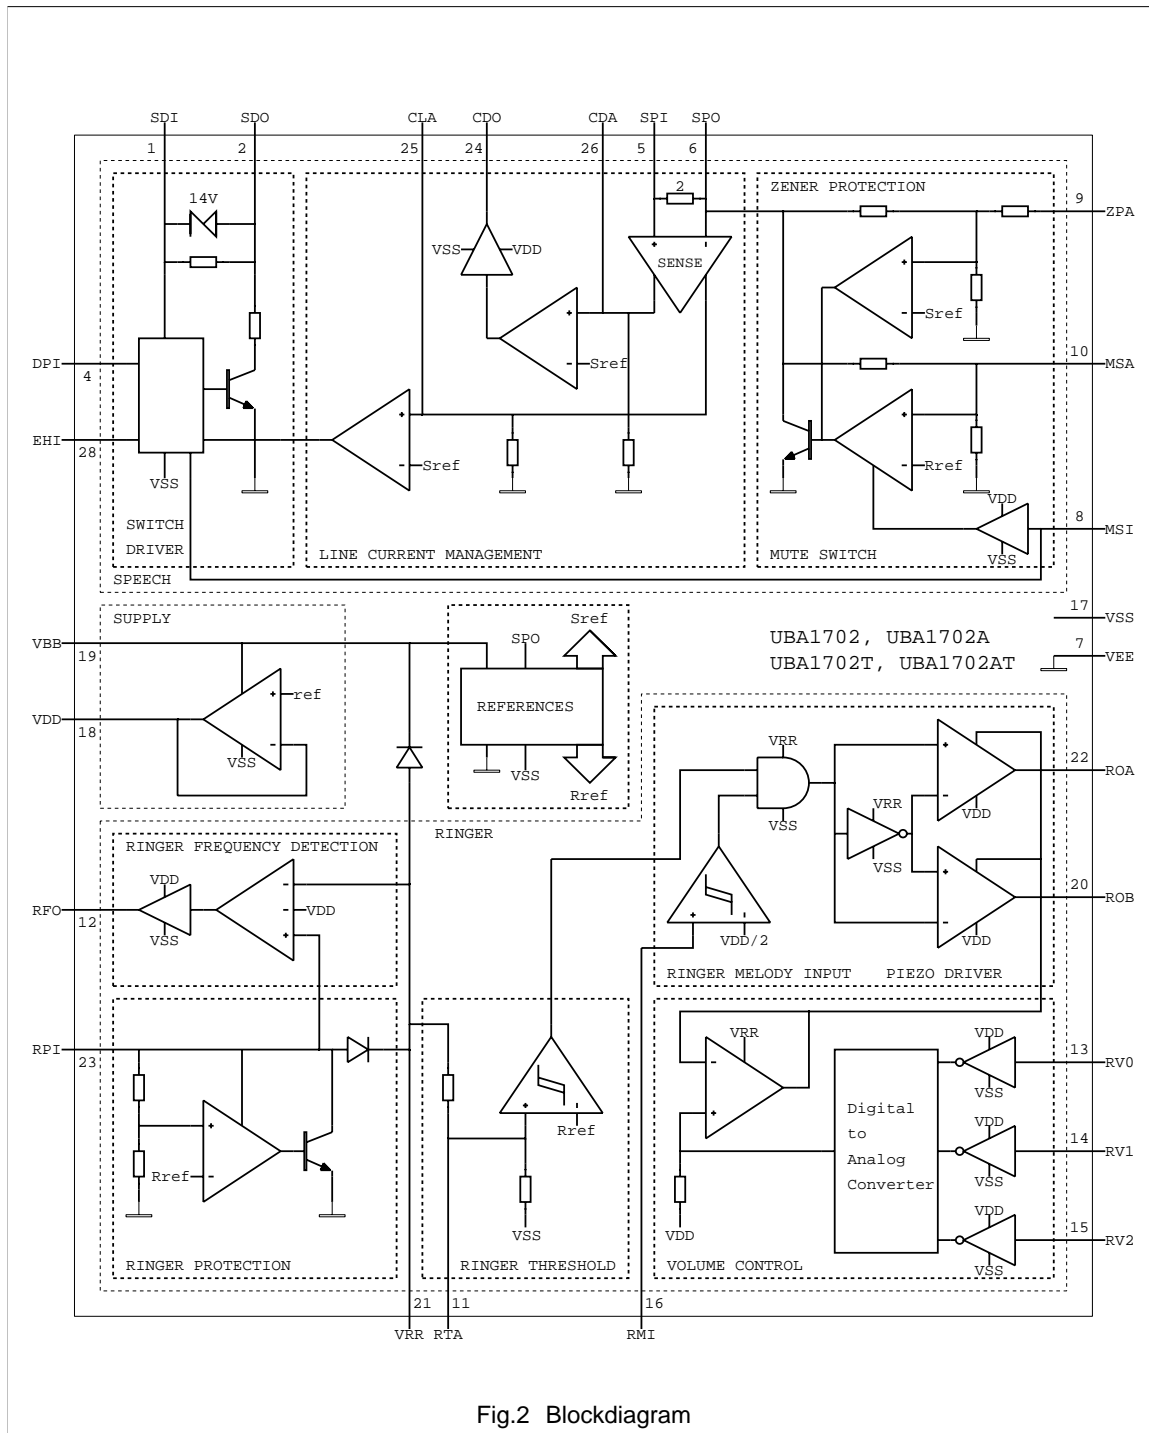 SDI SDO CLA CDO CDA SPI SPO
1 2 25 24 26 5 6
14V
2
ZENER PROTECTION
9
ZPA
VSS VDD
SENSE
Sref
Sref
DPI
4
10
MSA
EHI
28
VSS
Sref
Rref
VDD
8
MSI
VSS
SWITCH
DRIVER
LINE CURRENT MANAGEMENT
MUTE SWITCH
SPEECH
SUPPLY
17
VSS
VBB
19
Sref
SPO
UBA1702, UBA1702A
UBA1702T, UBA1702AT
7
VEE
ref
REFERENCES
VDD
18
VSS
VSS
Rref
VRR
VSS
22
ROA
VDD
VRR
VSS
RINGER
RINGER FREQUENCY DETECTION
VDD
VDD
VSS
RFO
12
20
ROB
VDD/2
VDD
RINGER MELODY INPUT
PIEZO DRIVER
RPI
23
VRR
VDD
VSS
13
RV0
Rref
Rref
Digital
to
Analog
Converter
VDD
VSS
14
RV1
VSS
VDD
VDD
VSS
15
RV2
RINGER PROTECTION
RINGER THRESHOLD
VOLUME CONTROL
21 11 16
VRR RTA RMI
Fig.2 Blockdiagram